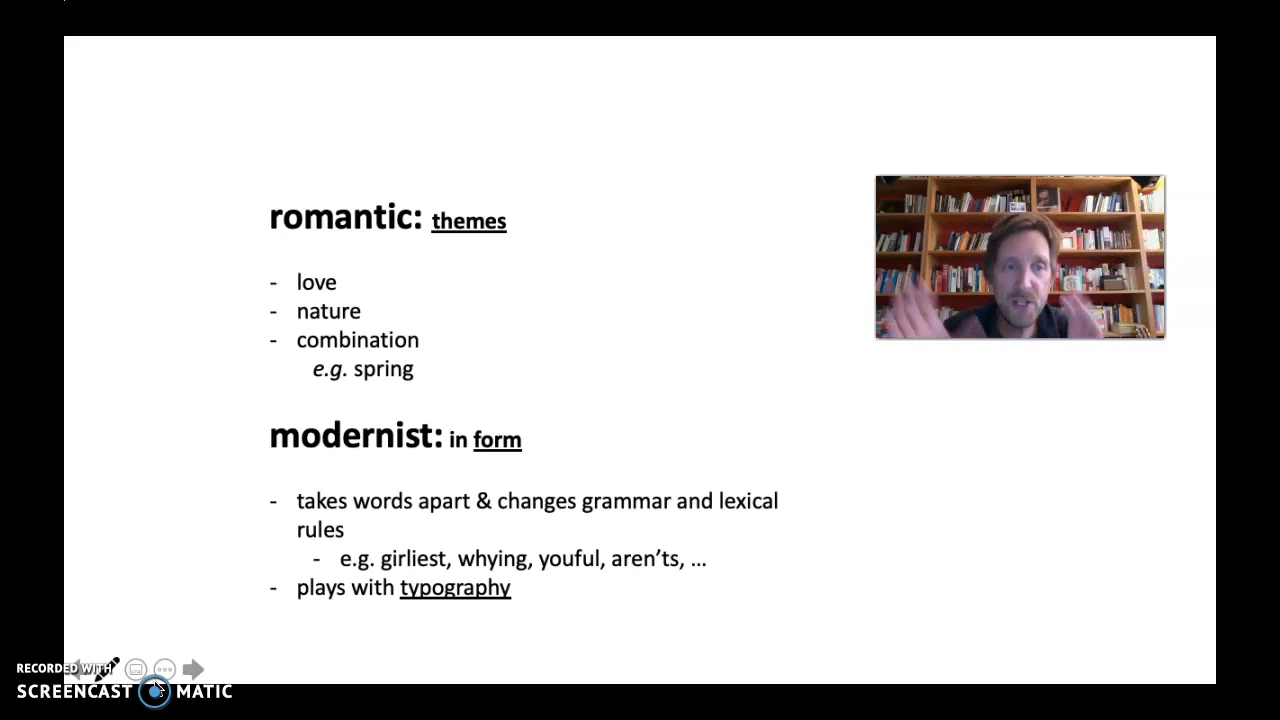 romantic: themes
- love
- nature
- combination
e.g. spring
modernist: in form
- takes words apart & changes grammar and lexical
rules
- e.g. girliest, whying, youful, aren’ts, ...
- plays with typography
RECORDED WITH
SCREENCAST MATIC